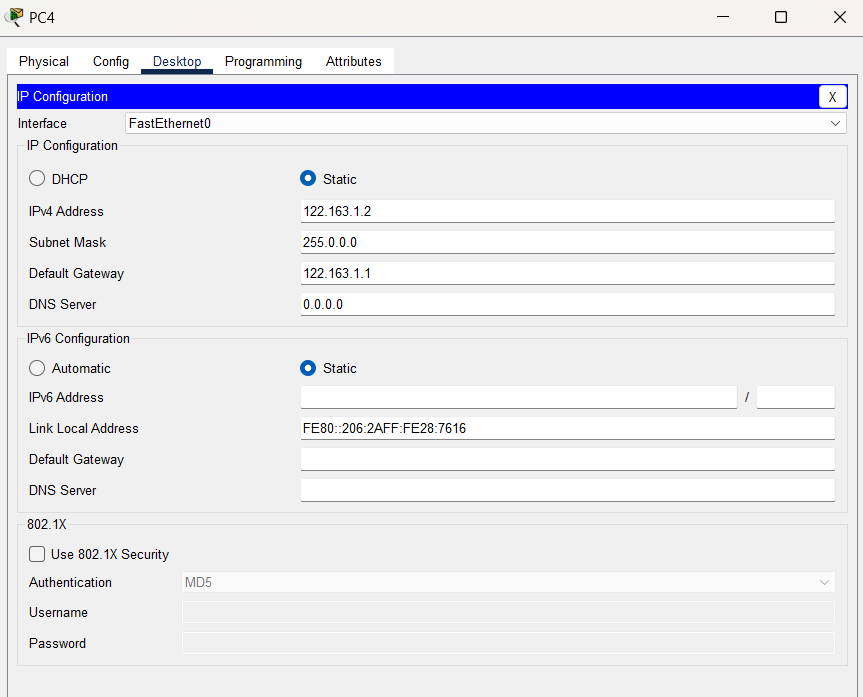 PC4
Physical Config Desktop Programming Attributes
IP Configuration X
Interface FastEthernet0
IP Configuration
DHCP Static
IPv4 Address 122.163.1.2
Subnet Mask 255.0.0.0
Default Gateway 122.163.1.1
DNS Server 0.0.0.0
IPv6 Configuration
Automatic Static
IPv6 Address /
Link Local Address FE80::206:2AFF:FE28:7616
Default Gateway
DNS Server
802.1X
Use 802.1X Security
Authentication MD5
Username
Password